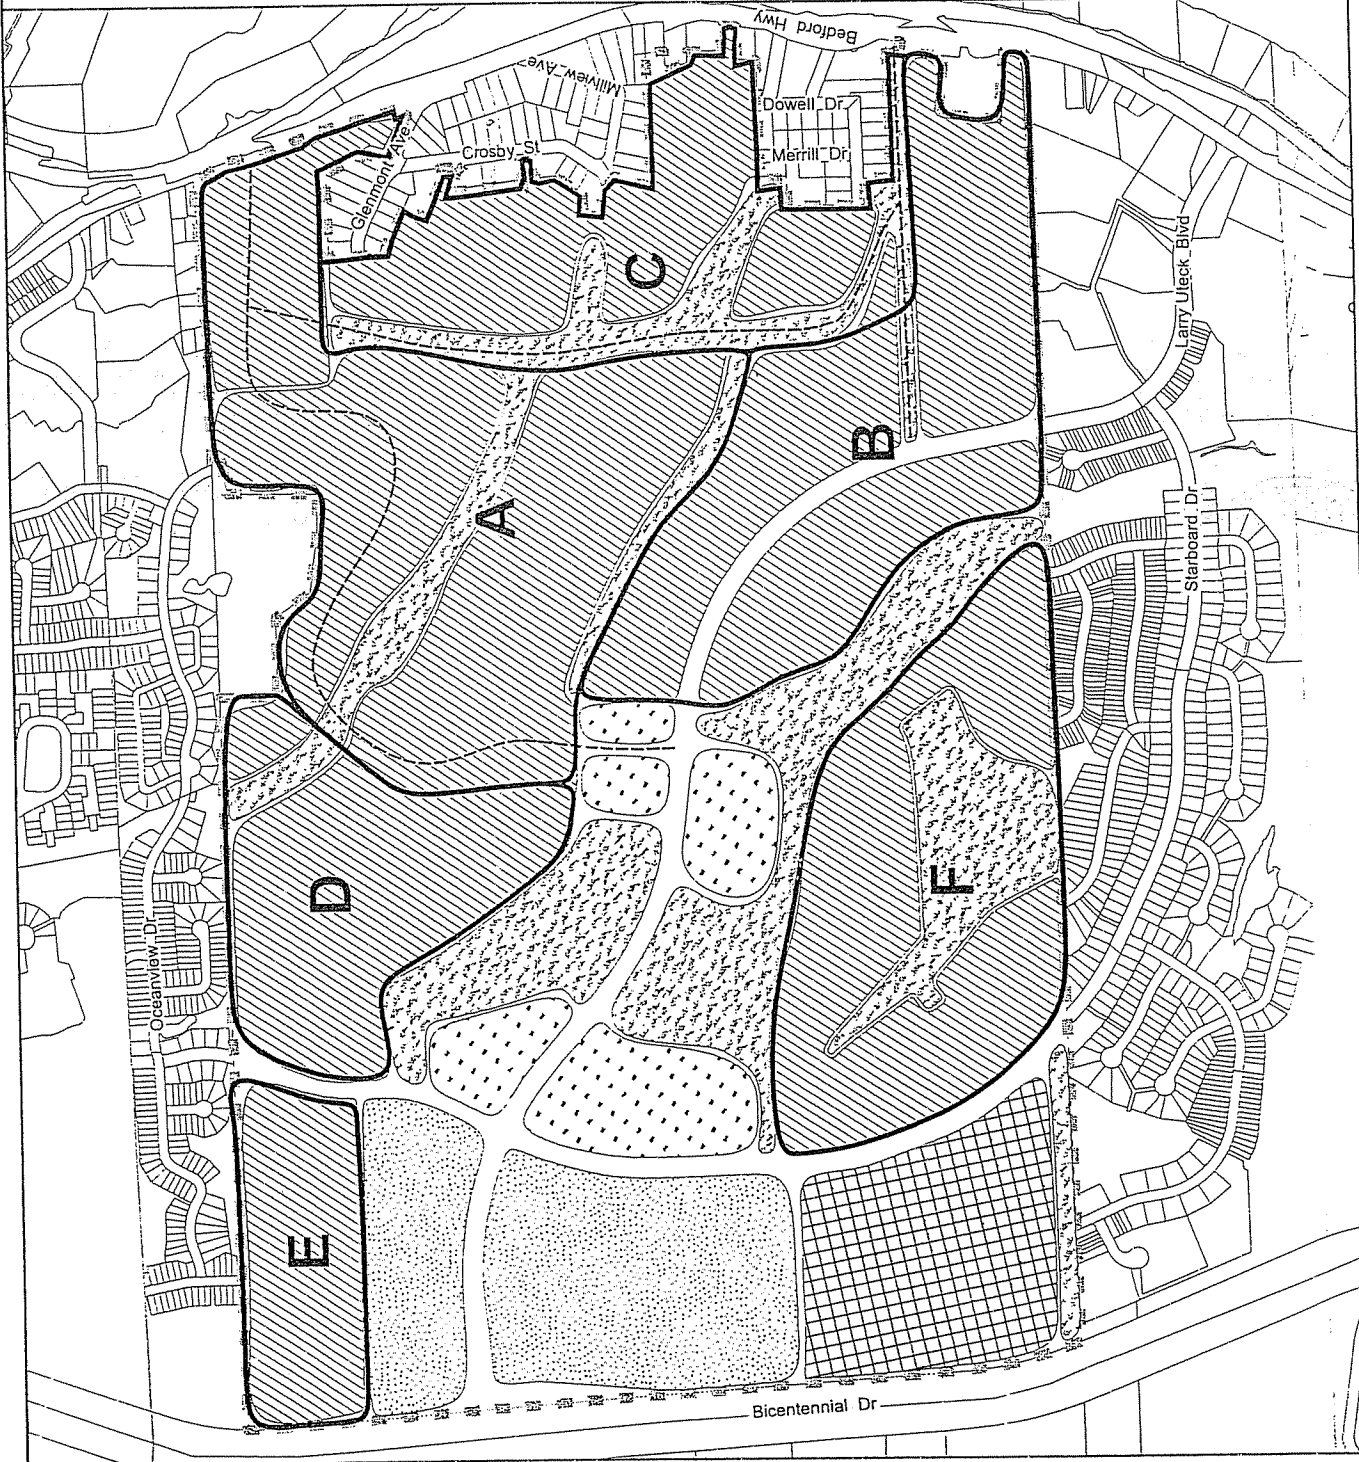 Bedford Hwy
Millview Ave
Dowell Dr
Crosby St
Merrill Dr
Glenmont Ave
Larry Uteck Blvd
C
B
A
Starboard Dr
D
F
Oceanview Dr
E
Bicentennial Dr